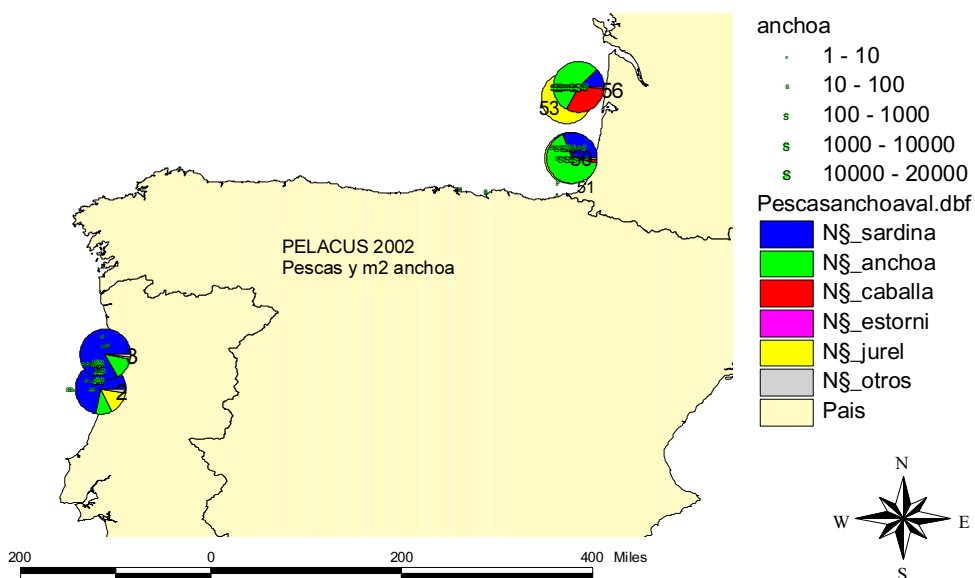 anchoa
1 - 10
10 - 100
s 100 - 1000
s 1000 - 10000
s 10000 - 20000
Pescasanchoaval.dbf
N§_sardina
N§_anchoa
N§_caballa
N§_estorni
N§_jurel
N§_otros
Pais
56
53
50
51
PELACUS 2002
Pescas y m2 anchoa
3
2
N
W E
S
200 0 200 400 Miles